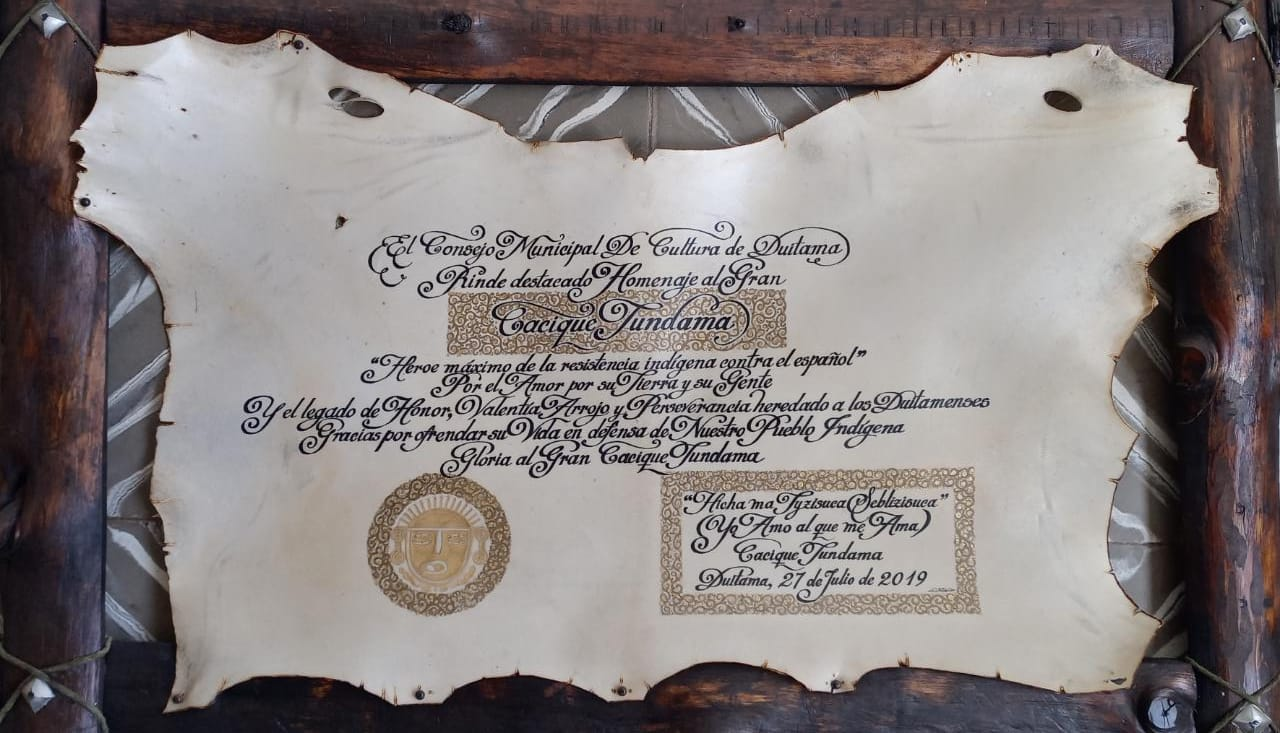 El Consejo Municipal De Cultura de Duitama
Rinde destacado Homenaje al Gran
Cacique Tundama
"Héroe máximo de la resistencia indígena contra el español"
Por el Amor por su Tierra y su Gente
Y el legado de Honor, Valentía, Arrojo y Perseverancia heredado a los Duitamenses
Gracias por ofrendar su Vida en defensa de Nuestro Pueblo Indígena
Gloria al Gran Cacique Tundama
"Hicha ma Tyzisuca Seblizisuca"
(Yo Amo al que me Ama)
Cacique Tundama
Duitama, 27 de Julio de 2019